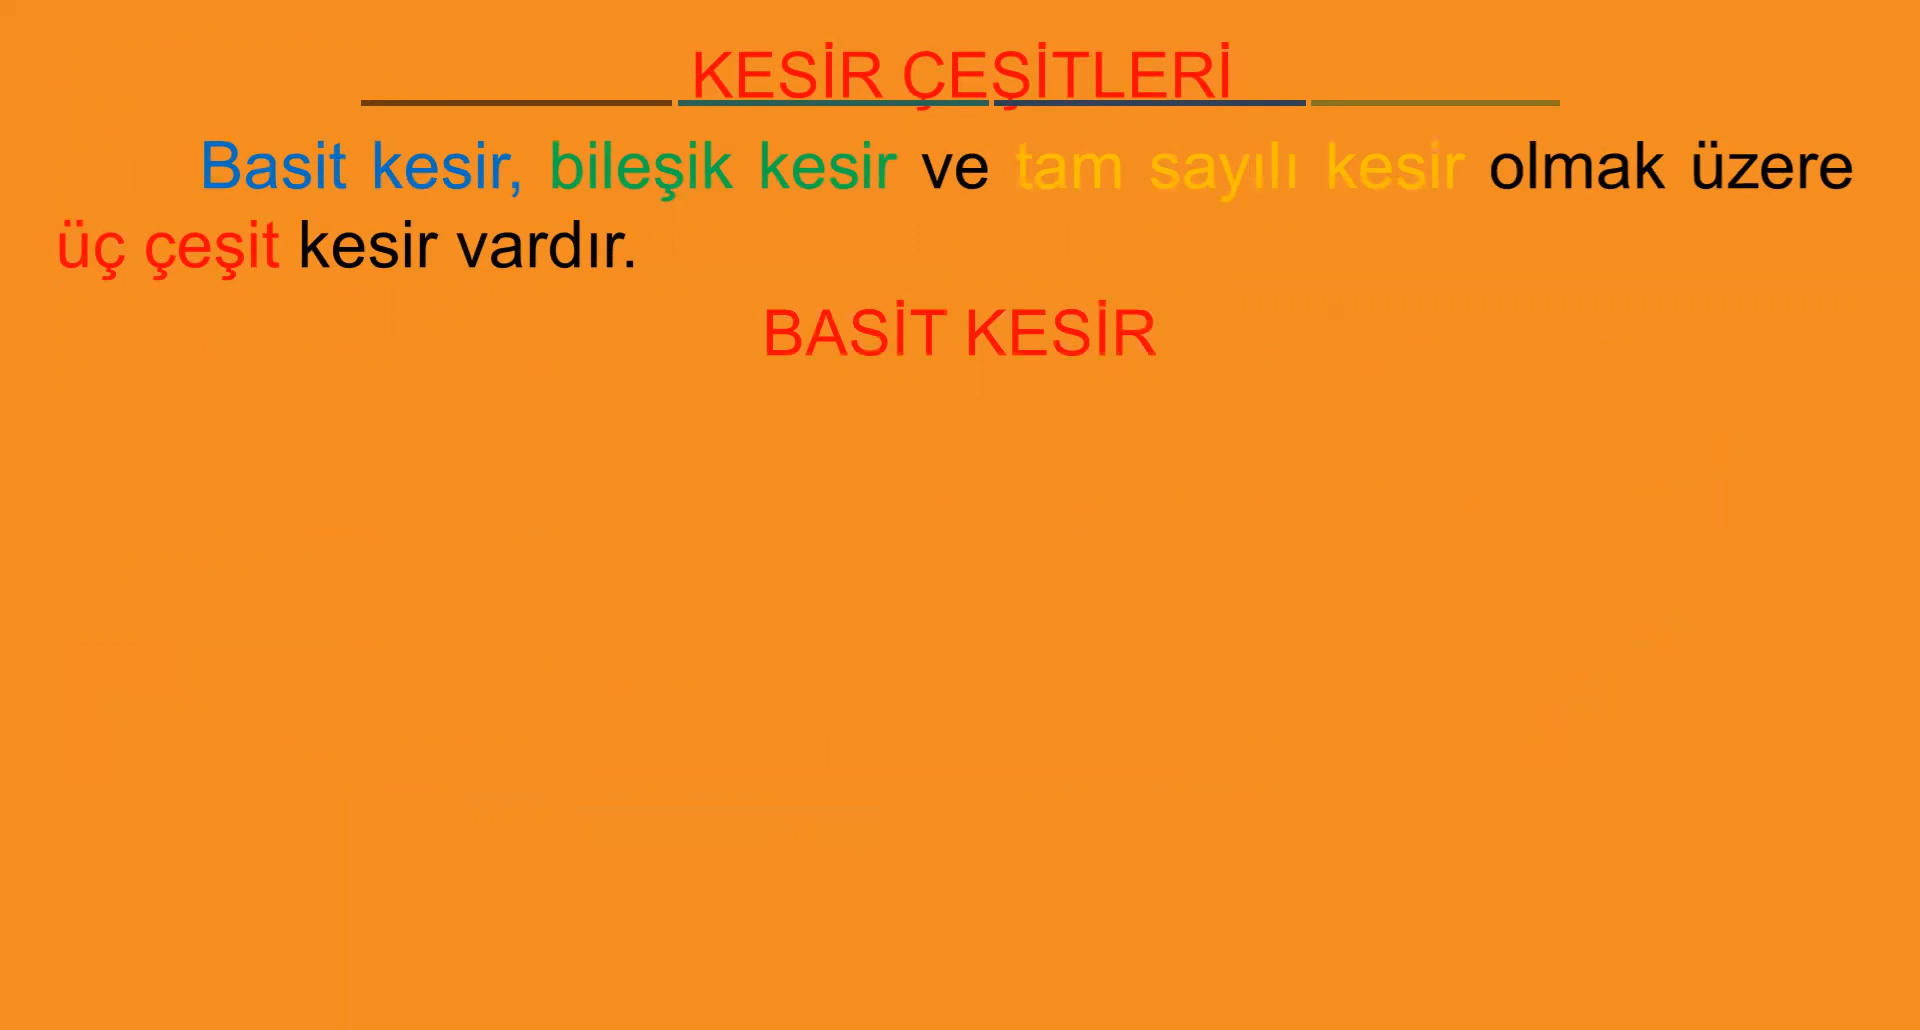 KESİR ÇEŞİTLERİ
Basit kesir, bileşik kesir ve tam sayılı kesir olmak üzere
üç çeşit kesir vardır.
BASİT KESİR